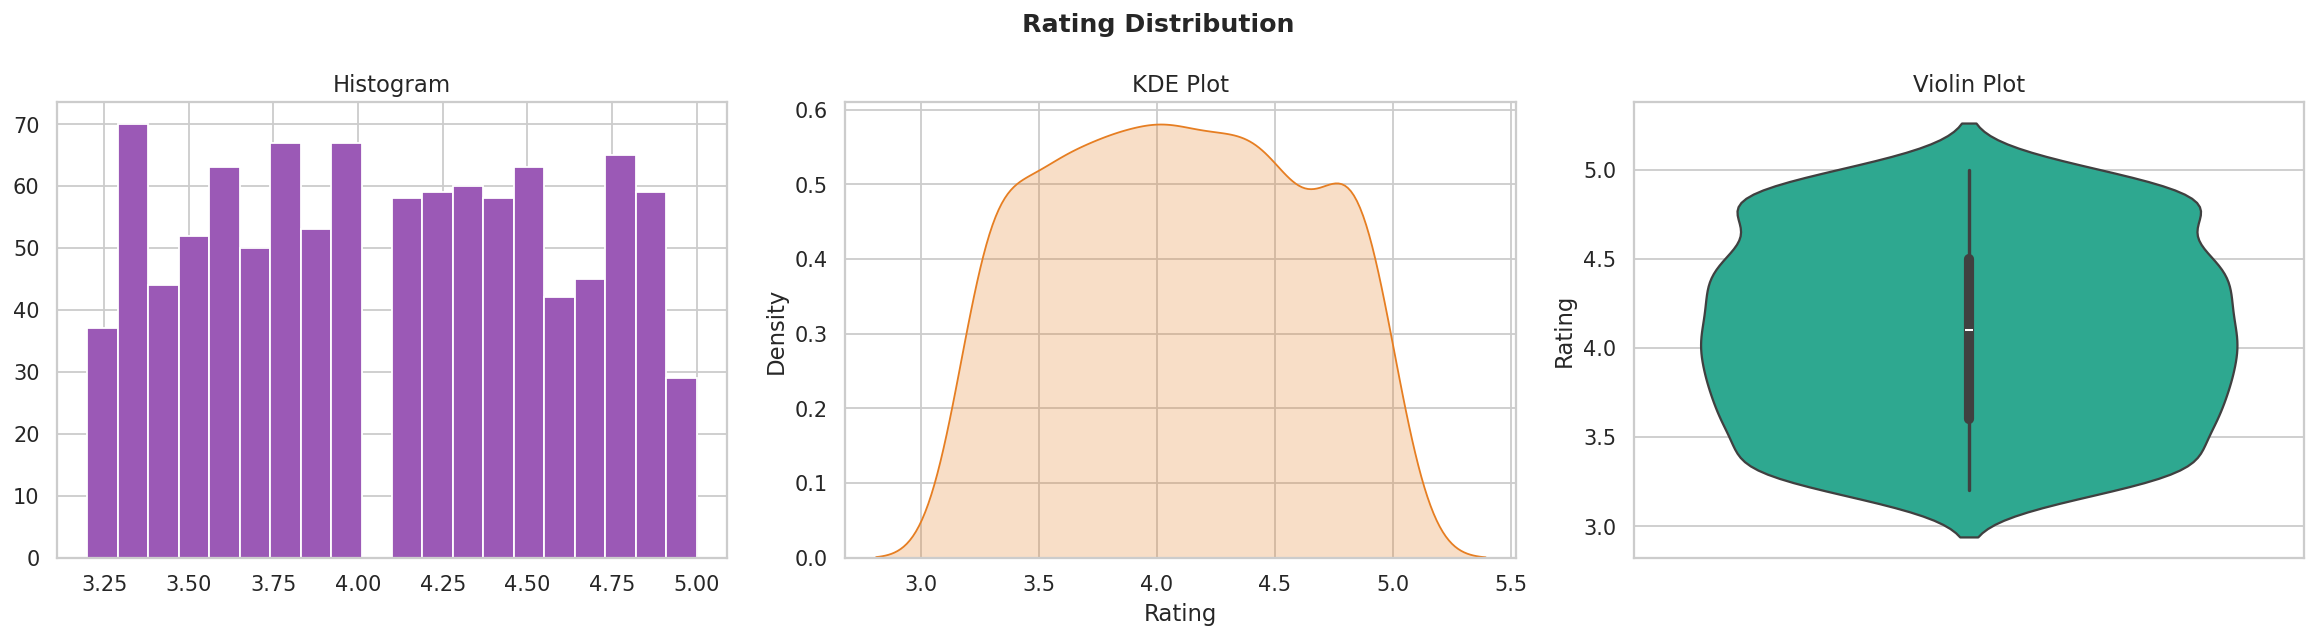 Rating Distribution
Histogram
70
60
50
40
30
20
10
0
3.25 3.50 3.75 4.00 4.25 4.50 4.75 5.00
KDE Plot
0.6
0.5
0.4
0.3
0.2
0.1
0.0
Density
3.0 3.5 4.0 4.5 5.0 5.5
Rating
Violin Plot
5.0
4.5
4.0
3.5
3.0
Rating